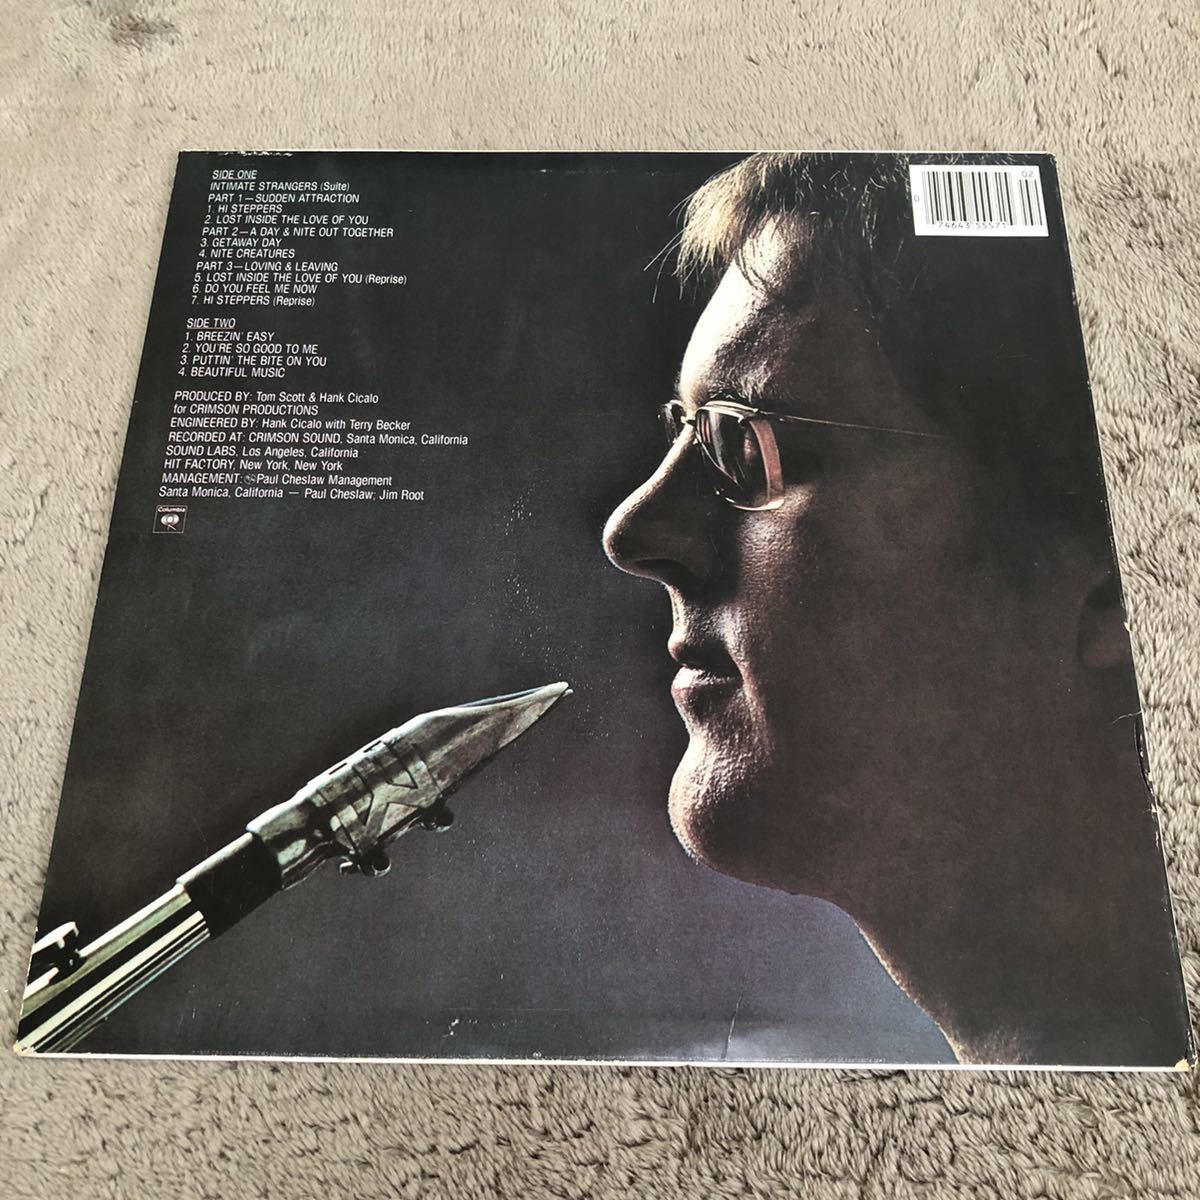 SIDE ONE
INTIMATE STRANGERS (Suite)
PART 1—SUDDEN ATTRACTION
1. HI STEPPERS
2. LOST INSIDE THE LOVE OF YOU
PART 2—A DAY & NITE OUT TOGETHER
3. GETAWAY DAY
4. NITE CREATURES
PART 3—LOVING & LEAVING
5. LOST INSIDE THE LOVE OF YOU (Reprise)
6. DO YOU FEEL ME NOW
7. HI STEPPERS (Reprise)
SIDE TWO
1. BREEZIN' EASY
2. YOU'RE SO GOOD TO ME
3. PUTTIN' THE BITE ON YOU
4. BEAUTIFUL MUSIC
PRODUCED BY: Tom Scott & Hank Cicalo
for CRIMSON PRODUCTIONS
ENGINEERED BY: Hank Cicalo with Terry Becker
RECORDED AT: CRIMSON SOUND, Santa Monica, California
SOUND LABS, Los Angeles, California
HIT FACTORY, New York, New York
MANAGEMENT: Paul Cheslaw Management
Santa Monica, California — Paul Cheslaw; Jim Root
Columbia
02
0
74643 55571